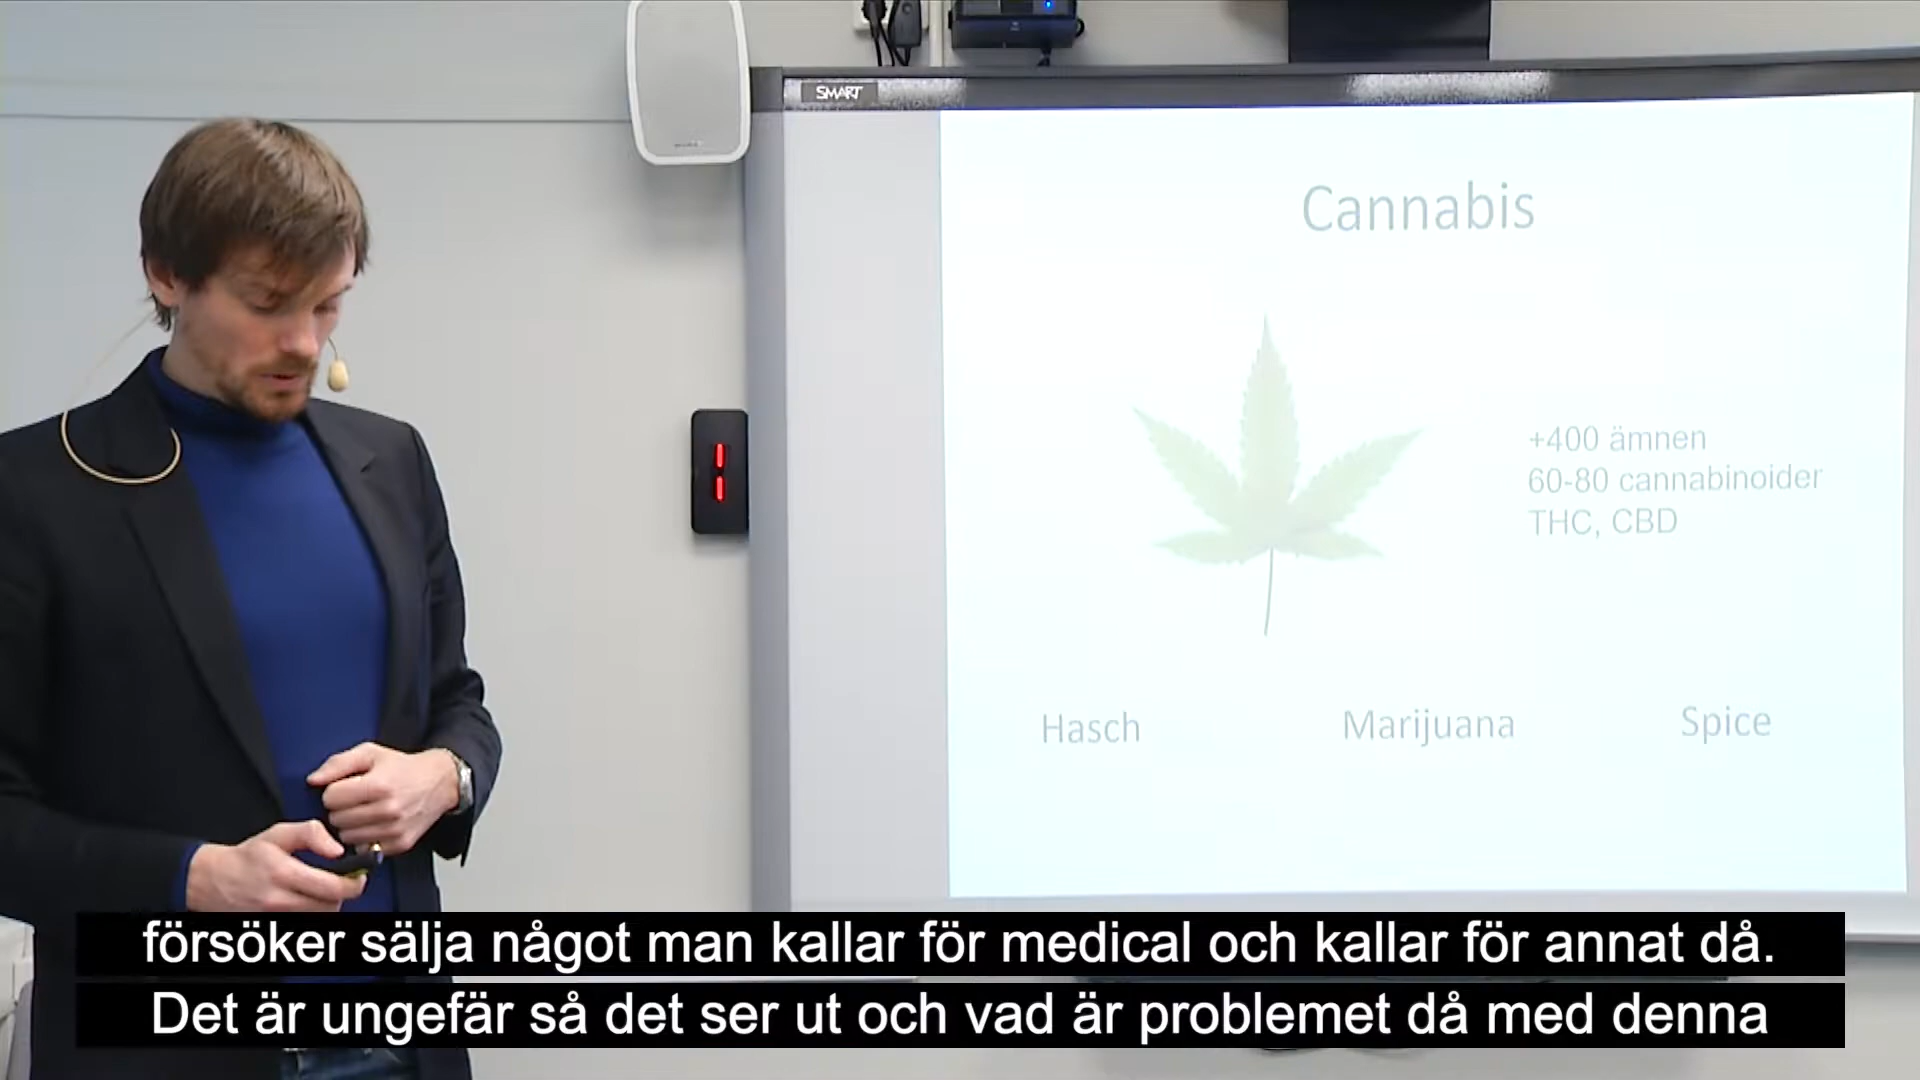 SMART
Cannabis
+400 ämnen
60-80 cannabinoider
THC, CBD
Hasch
Marijuana
Spice
försöker sälja något man kallar för medical och kallar för annat då.
Det är ungefär så det ser ut och vad är problemet då med denna